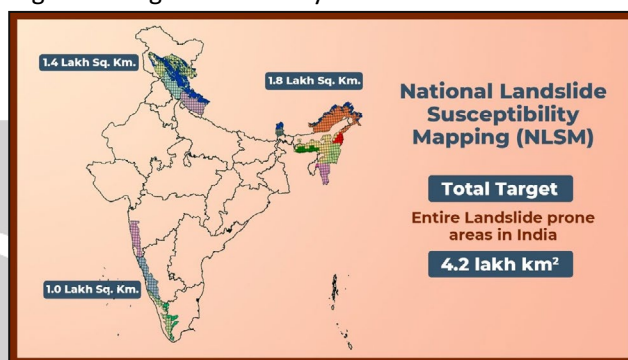 1.4 Lakh Sq. Km.
1.8 Lakh Sq. Km.
1.0 Lakh Sq. Km.
National Landslide
Susceptibility
Mapping (NLSM)
Total Target
Entire Landslide prone
areas in India
4.2 lakh km²